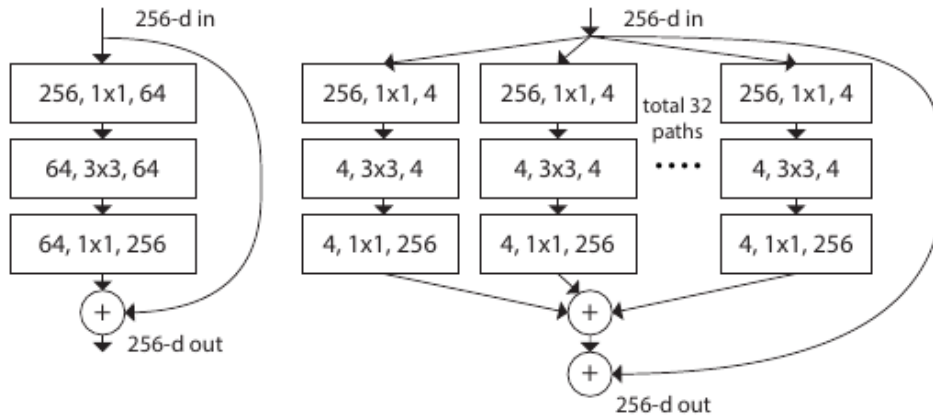 256-d in
256, 1x1, 64
64, 3x3, 64
64, 1x1, 256
+
256-d out
256-d in
256, 1x1, 4
256, 1x1, 4
total 32
paths
....
256, 1x1, 4
4, 3x3, 4
4, 3x3, 4
4, 3x3, 4
4, 1x1, 256
4, 1x1, 256
4, 1x1, 256
+
+
256-d out